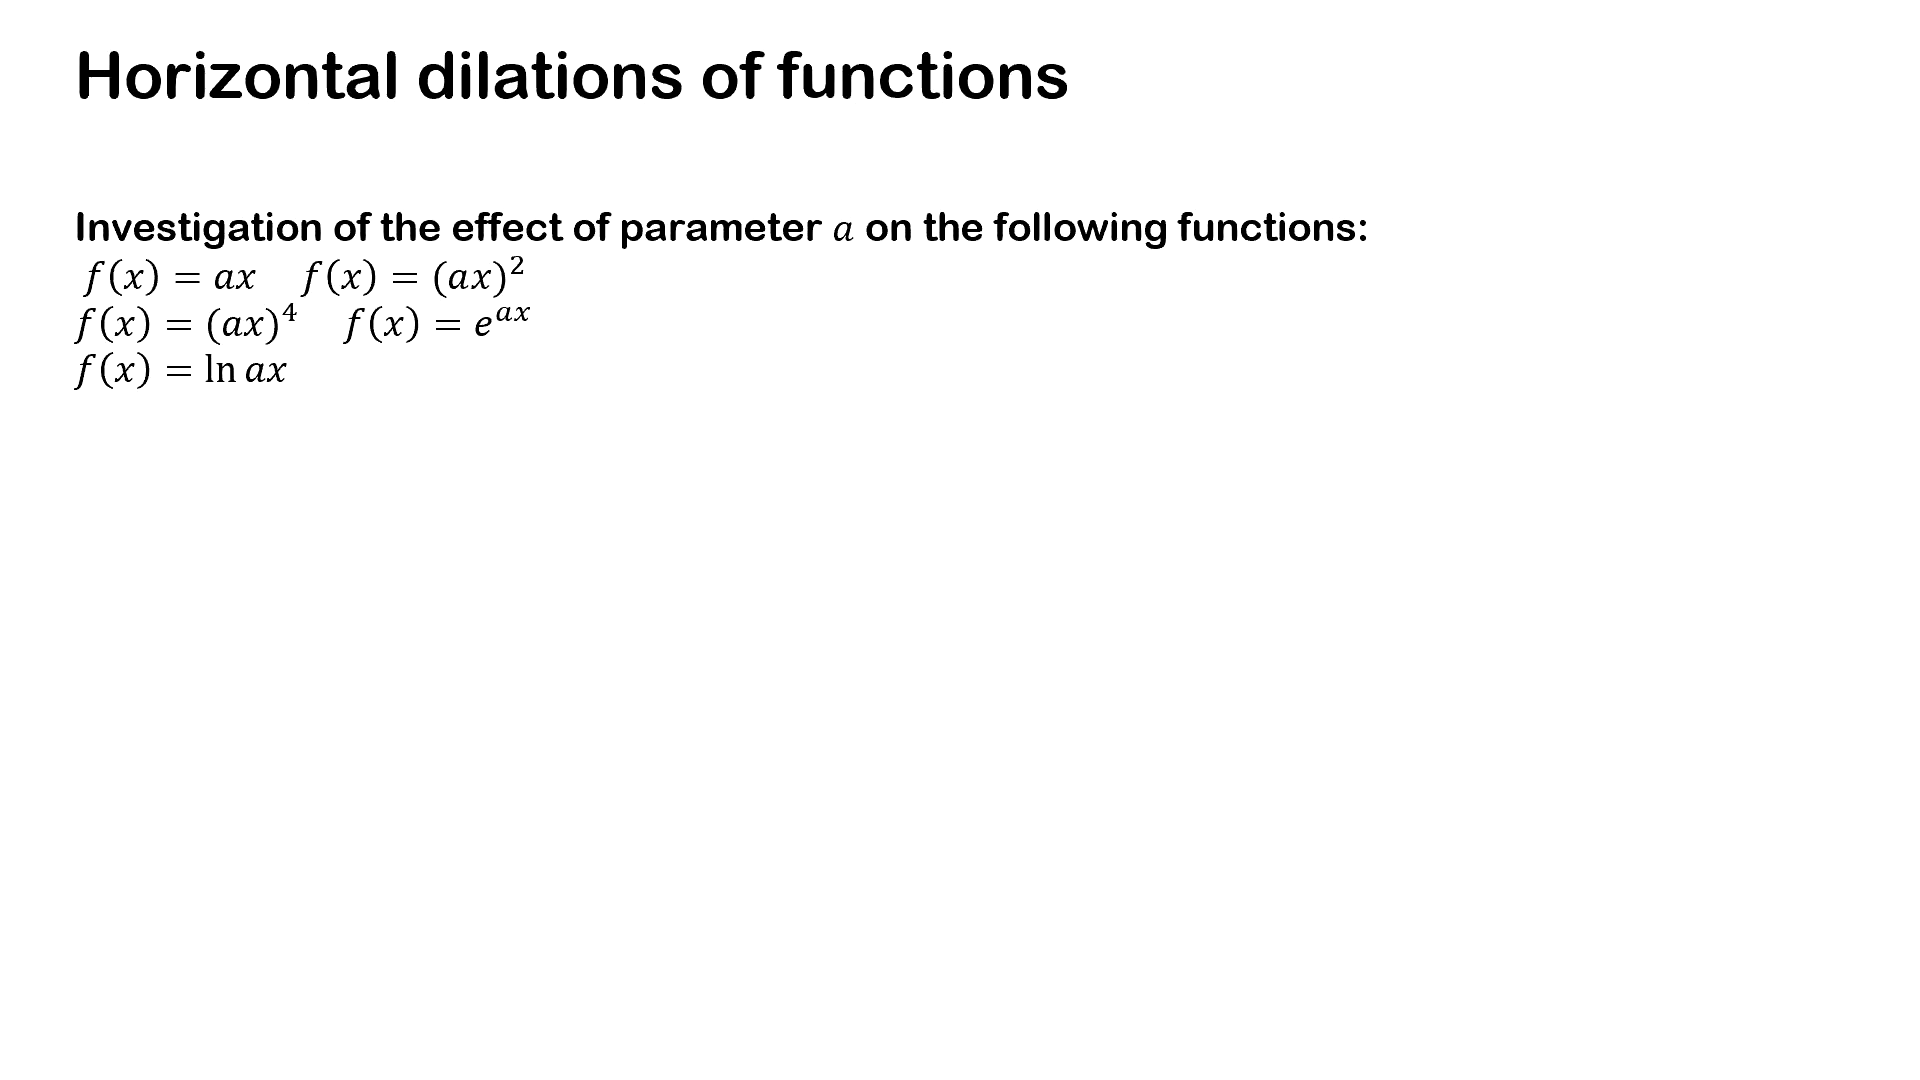 Horizontal dilations of functions
Investigation of the effect of parameter a on the following functions:
f(x) = ax f(x) = (ax)²
f(x) = (ax)⁴ f(x) = eᵃˣ
f(x) = ln ax